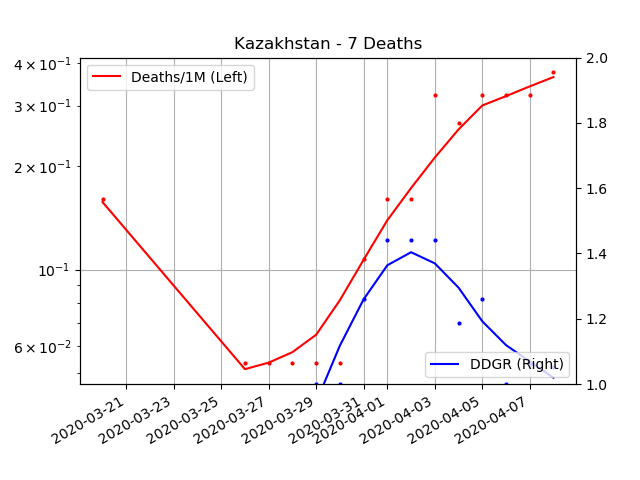 Kazakhstan - 7 Deaths
Deaths/1M (Left)
4 × 10⁻¹
3 × 10⁻¹
2 × 10⁻¹
10⁻¹
6 × 10⁻²
2.0
1.8
1.6
1.4
1.2
1.0
DDGR (Right)
2020-03-21
2020-03-23
2020-03-25
2020-03-27
2020-03-29
2020-03-31
2020-04-01
2020-04-03
2020-04-05
2020-04-07